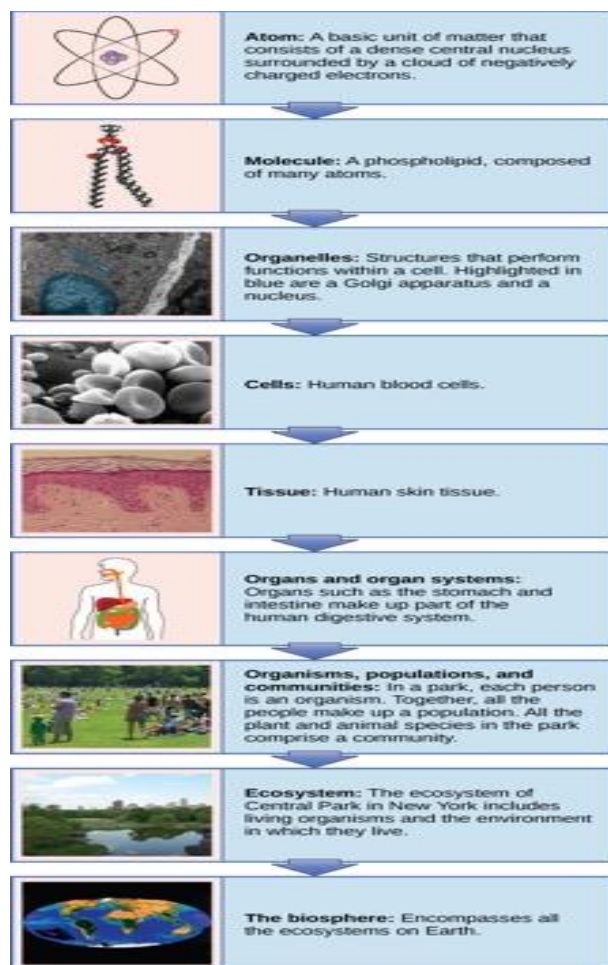 Atom: A basic unit of matter that
consists of a dense central nucleus
surrounded by a cloud of negatively
charged electrons.
Molecule: A phospholipid, composed
of many atoms.
Organelles: Structures that perform
functions within a cell. Highlighted in
blue are a Golgi apparatus and a
nucleus.
Cells: Human blood cells.
Tissue: Human skin tissue.
Organs and organ systems:
Organs such as the stomach and
intestine make up part of the
human digestive system.
Organisms, populations, and
communities: In a park, each person
is an organism. Together, all the
people make up a population. All the
plant and animal species in the park
comprise a community.
Ecosystem: The ecosystem of
Central Park in New York includes
living organisms and the environment
in which they live.
The biosphere: Encompasses all
the ecosystems on Earth.